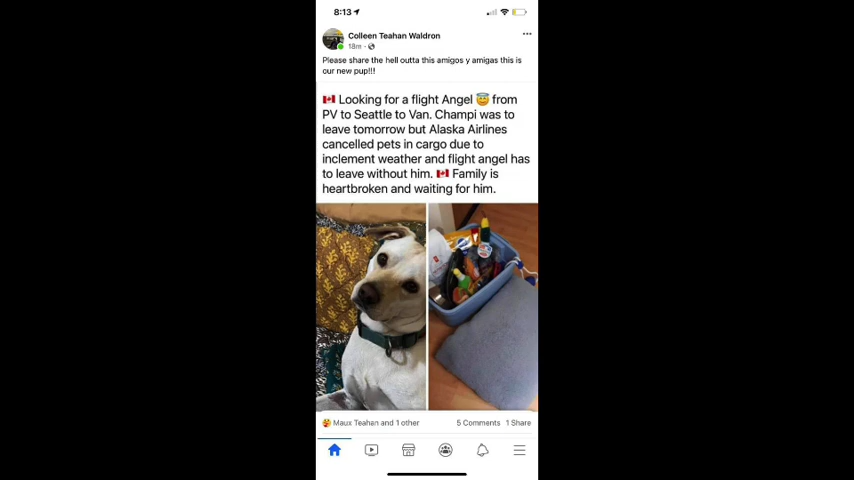 8:13
Colleen Teahan Waldron
18m ·
Please share the hell outta this amigos y amigas this is
our new pup!!!
🇨🇦 Looking for a flight Angel 😇 from
PV to Seattle to Van. Champi was to
leave tomorrow but Alaska Airlines
cancelled pets in cargo due to
inclement weather and flight angel has
to leave without him. 🇨🇦 Family is
heartbroken and waiting for him.
Maux Teahan and 1 other 5 Comments 1 Share